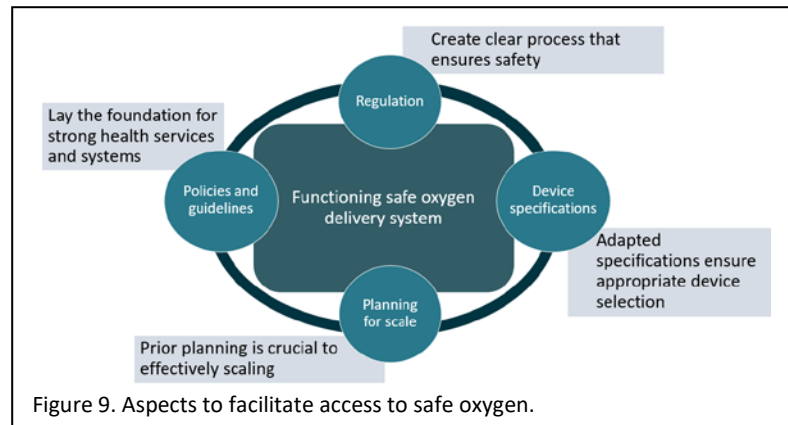 Create clear process that
ensures safety
Regulation
Lay the foundation for
strong health services
and systems
Policies and
guidelines
Functioning safe oxygen
delivery system
Device
specifications
Adapted
specifications ensure
appropriate device
selection
Planning
for scale
Prior planning is crucial to
effectively scaling
Figure 9. Aspects to facilitate access to safe oxygen.